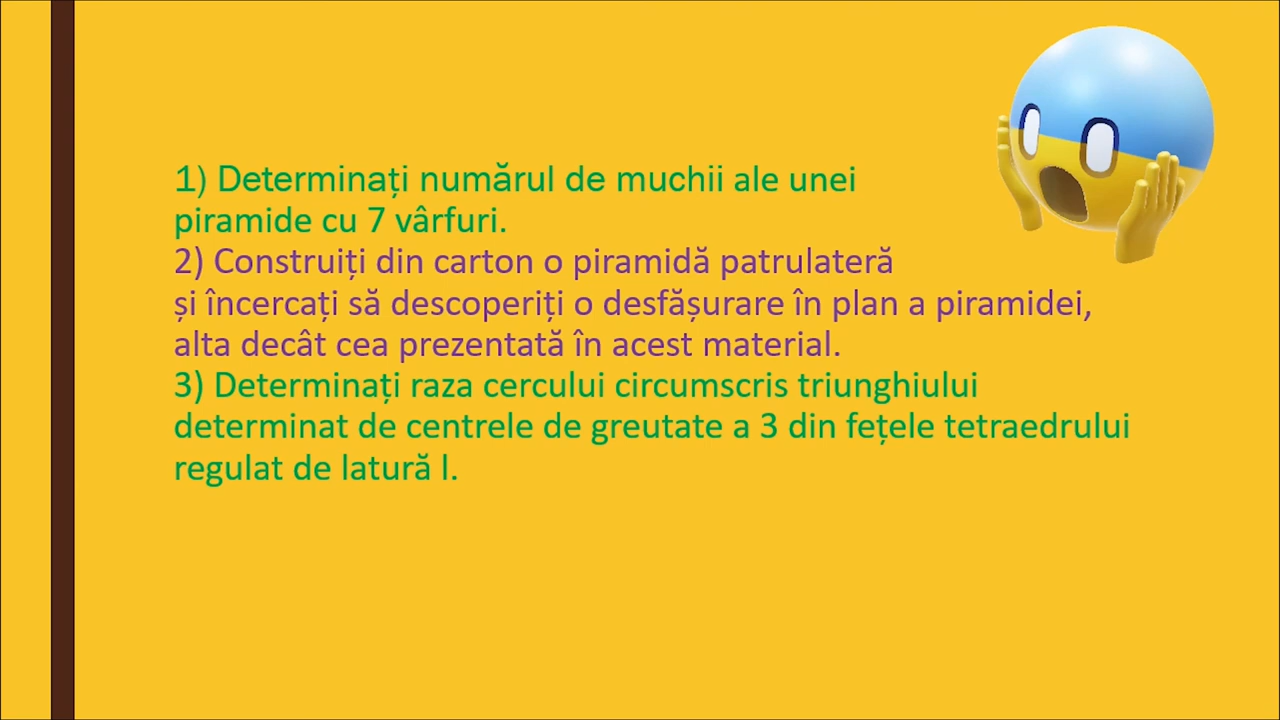 1) Determinați numărul de muchii ale unei
piramide cu 7 vârfuri.
2) Construiți din carton o piramidă patrulateră
și încercați să descoperiți o desfășurare în plan a piramidei,
alta decât cea prezentată în acest material.
3) Determinați raza cercului circumscris triunghiului
determinat de centrele de greutate a 3 din fețele tetraedrului
regulat de latură l.